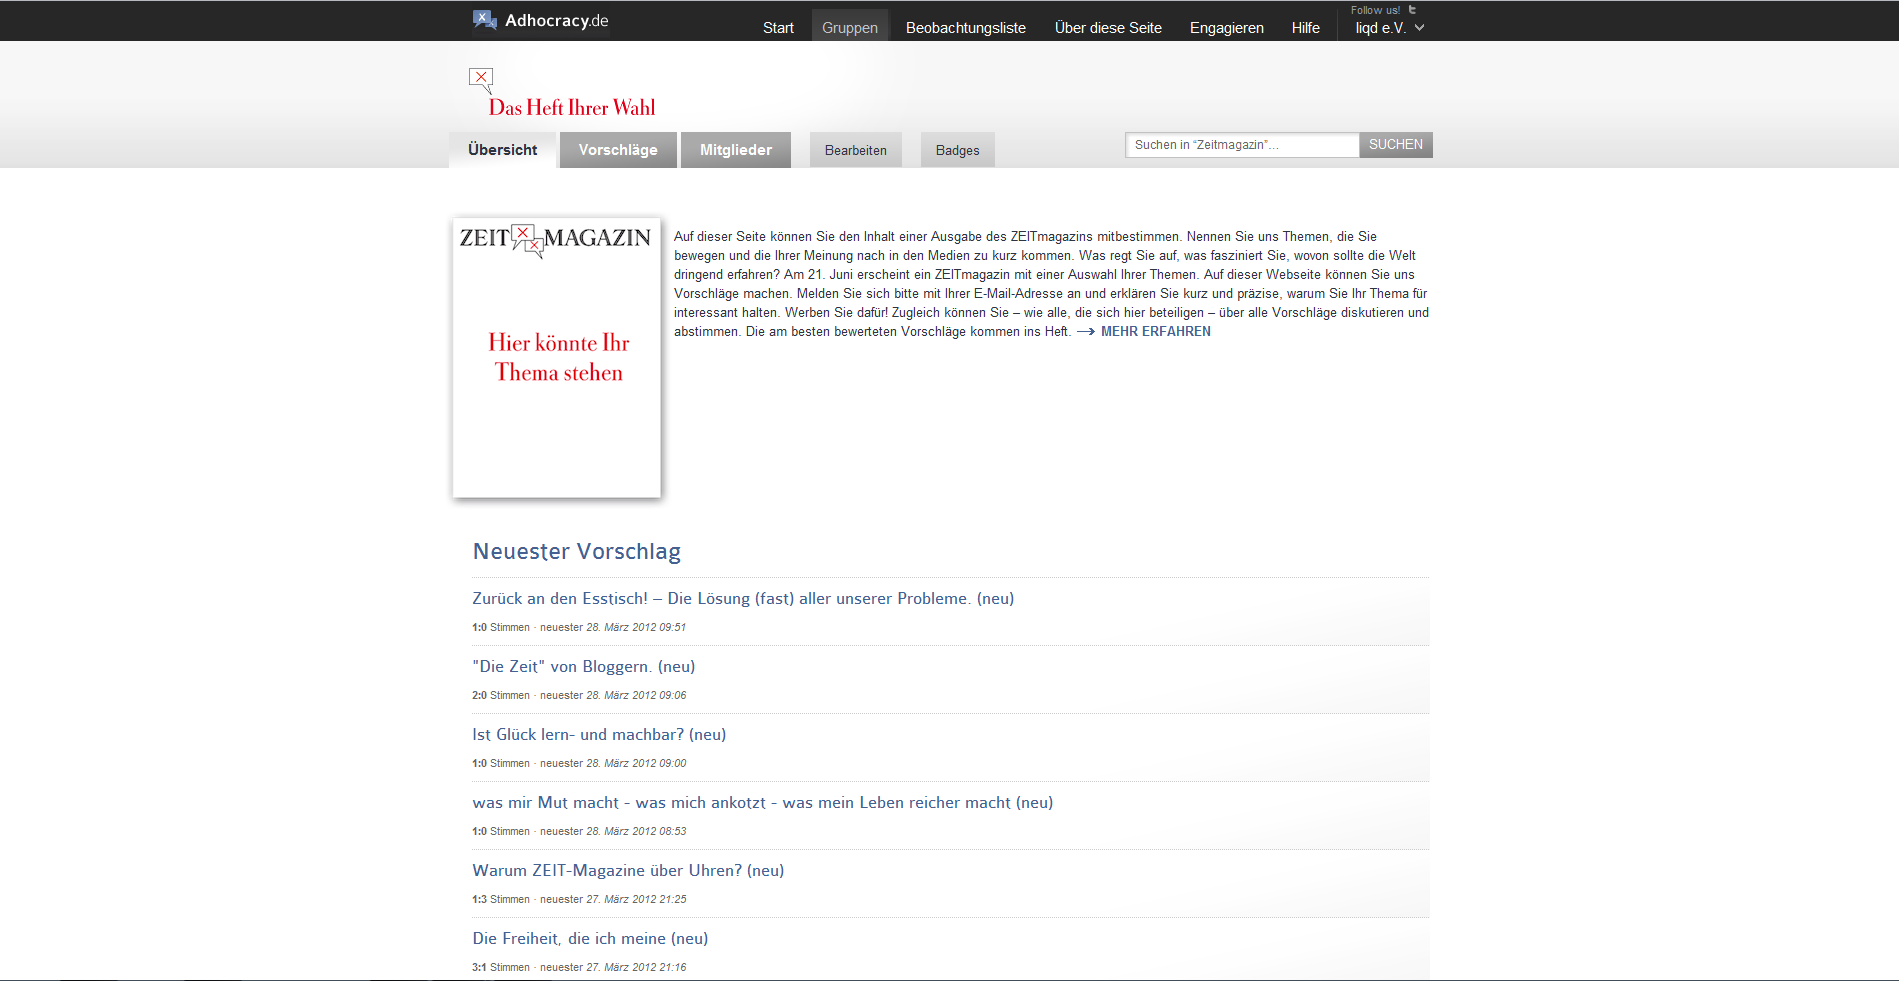 Adhocracy.de
Start Gruppen Beobachtungsliste Über diese Seite Engagieren Hilfe
Follow us!
liqd e.V.
Das Heft Ihrer Wahl
Übersicht Vorschläge Mitglieder Bearbeiten Badges
Suchen in “Zeitmagazin”... SUCHEN
ZEIT MAGAZIN
Hier könnte Ihr
Thema stehen
Auf dieser Seite können Sie den Inhalt einer Ausgabe des ZEITmagazins mitbestimmen. Nennen Sie uns Themen, die Sie
bewegen und die Ihrer Meinung nach in den Medien zu kurz kommen. Was regt Sie auf, was fasziniert Sie, wovon sollte die Welt
dringend erfahren? Am 21. Juni erscheint ein ZEITmagazin mit einer Auswahl Ihrer Themen. Auf dieser Webseite können Sie uns
Vorschläge machen. Melden Sie sich bitte mit Ihrer E-Mail-Adresse an und erklären Sie kurz und präzise, warum Sie Ihr Thema für
interessant halten. Werben Sie dafür! Zugleich können Sie – wie alle, die sich hier beteiligen – über alle Vorschläge diskutieren und
abstimmen. Die am besten bewerteten Vorschläge kommen ins Heft. → MEHR ERFAHREN
Neuester Vorschlag
Zurück an den Esstisch! – Die Lösung (fast) aller unserer Probleme. (neu)
1:0 Stimmen · neuester 28. März 2012 09:51
"Die Zeit" von Bloggern. (neu)
2:0 Stimmen · neuester 28. März 2012 09:06
Ist Glück lern- und machbar? (neu)
1:0 Stimmen · neuester 28. März 2012 09:00
was mir Mut macht - was mich ankotzt - was mein Leben reicher macht (neu)
1:0 Stimmen · neuester 28. März 2012 08:53
Warum ZEIT-Magazine über Uhren? (neu)
1:3 Stimmen · neuester 27. März 2012 21:25
Die Freiheit, die ich meine (neu)
3:1 Stimmen · neuester 27. März 2012 21:16